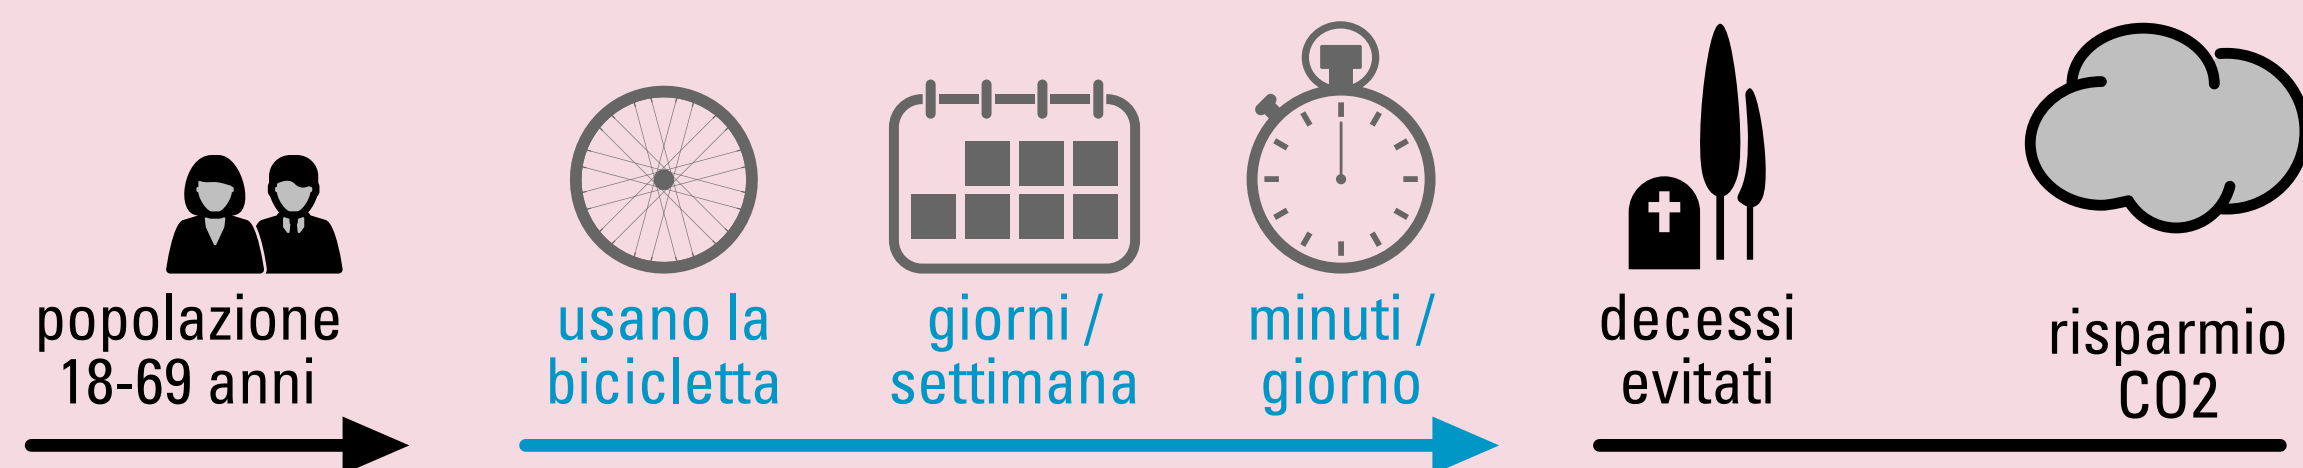 popolazione
18-69 anni
usano la
bicicletta
giorni /
settimana
minuti /
giorno
decessi
evitati
risparmio
CO2